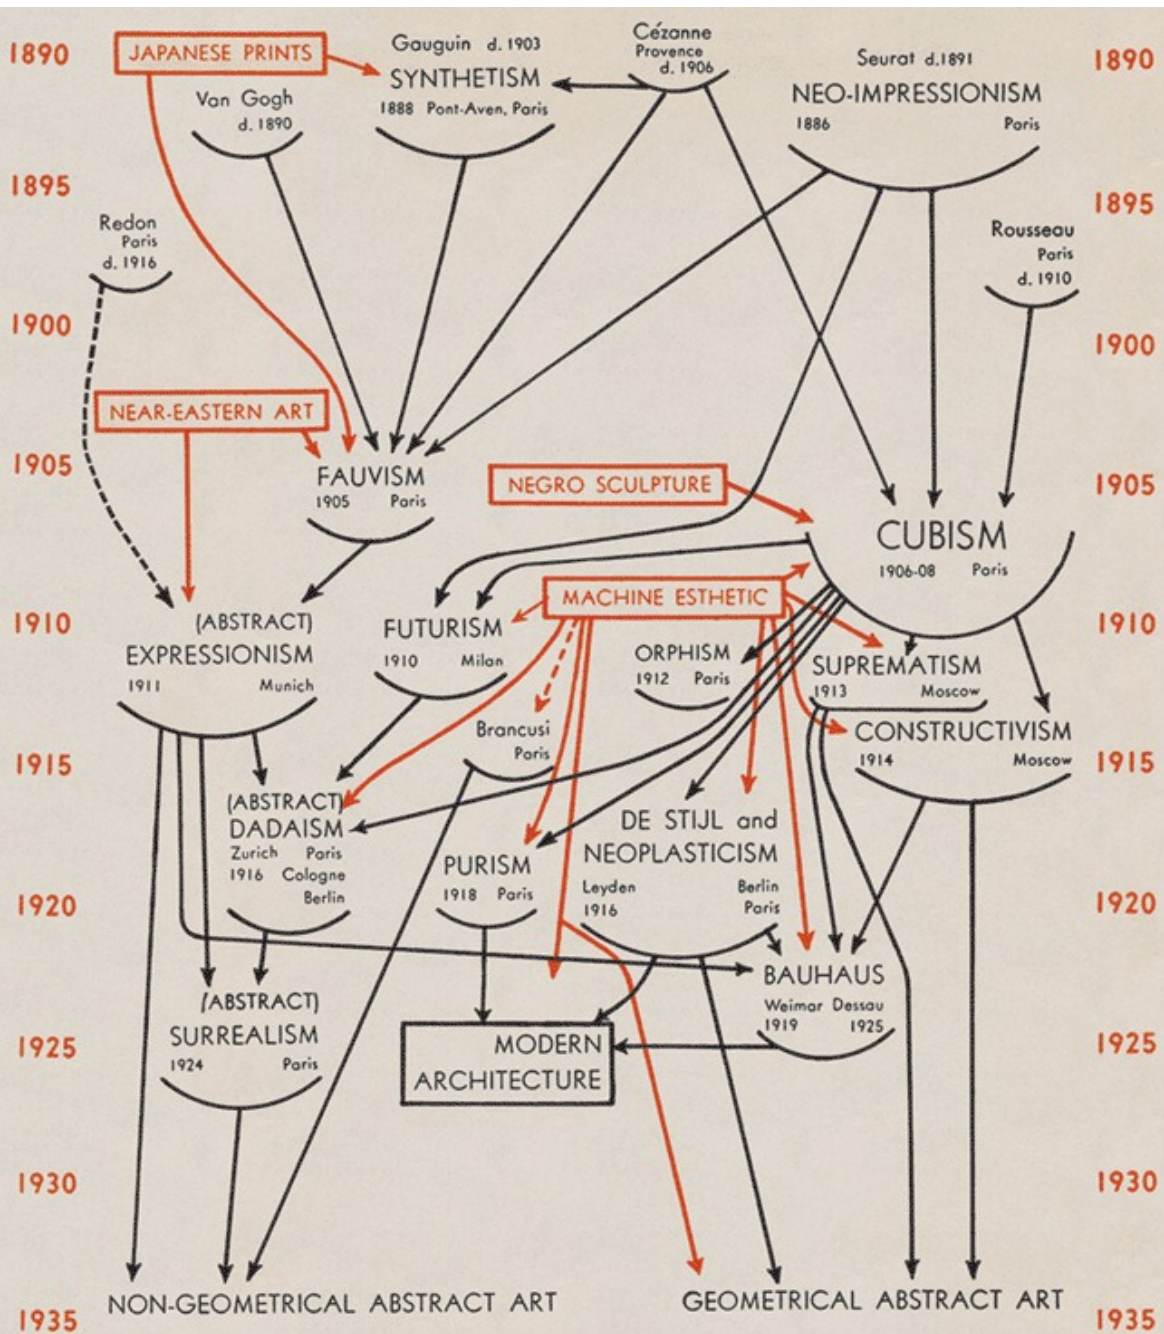 1890
JAPANESE PRINTS
Gauguin d. 1903
SYNTHETISM
1888 Pont-Aven, Paris
Cézanne
Provence
d. 1906
Seurat d.1891
NEO-IMPRESSIONISM
1886 Paris
1890
Van Gogh
d. 1890
1895
1895
Redon
Paris
d. 1916
Rousseau
Paris
d. 1910
1900
1900
NEAR-EASTERN ART
1905
FAUVISM
1905 Paris
NEGRO SCULPTURE
1905
CUBISM
1906-08 Paris
MACHINE ESTHETIC
1910
(ABSTRACT)
EXPRESSIONISM
1911 Munich
FUTURISM
1910 Milan
ORPHISM
1912 Paris
SUPREMATISM
1913 Moscow
1910
Brancusi
Paris
CONSTRUCTIVISM
1914 Moscow
1915
1915
(ABSTRACT)
DADAISM
Zurich Paris
1916 Cologne
Berlin
PURISM
1918 Paris
DE STIJL and
NEOPLASTICISM
Leyden Berlin
1916 Paris
1920
1920
BAUHAUS
Weimar Dessau
1919 1925
(ABSTRACT)
SURREALISM
1924 Paris
MODERN
ARCHITECTURE
1925
1925
1930
1930
NON-GEOMETRICAL ABSTRACT ART
GEOMETRICAL ABSTRACT ART
1935
1935